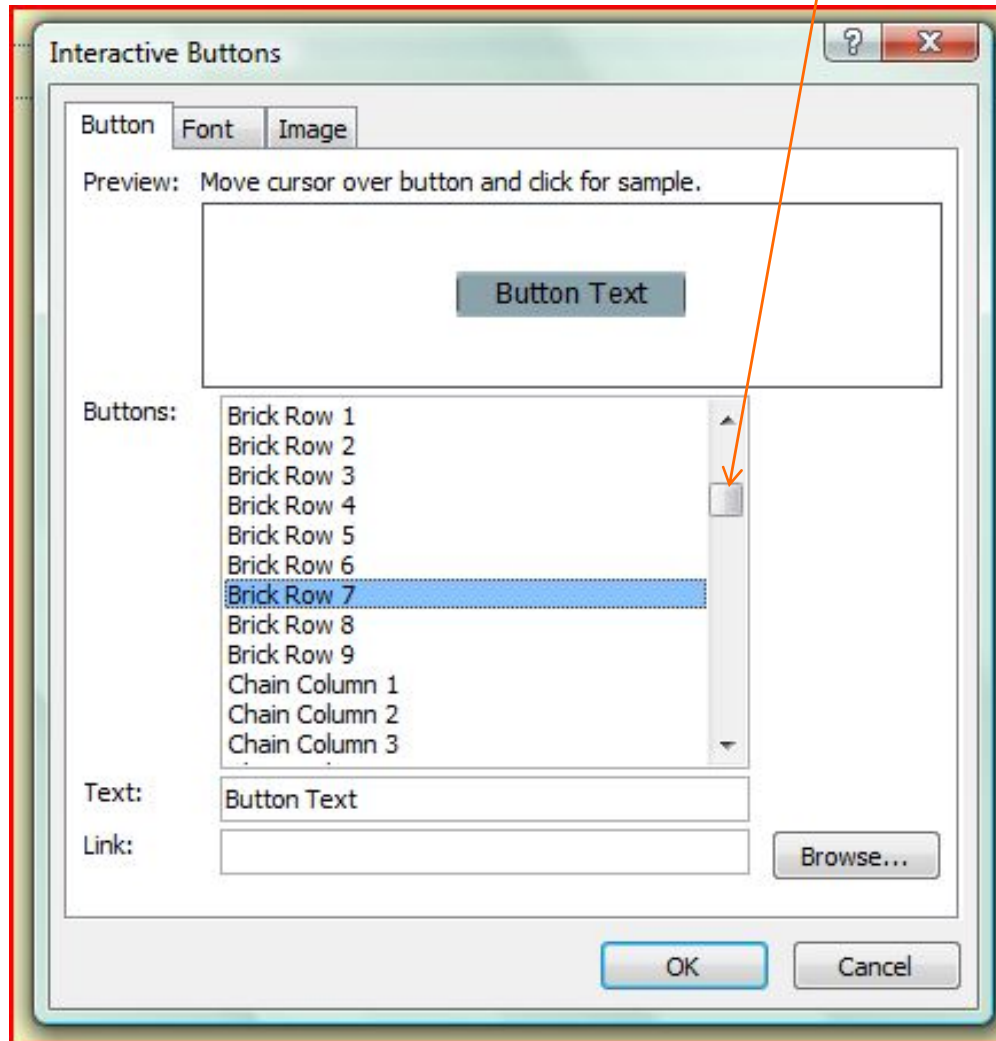 Interactive Buttons
?
X
Button Font Image
Preview: Move cursor over button and click for sample.
Button Text
Buttons:
Brick Row 1
Brick Row 2
Brick Row 3
Brick Row 4
Brick Row 5
Brick Row 6
Brick Row 7
Brick Row 8
Brick Row 9
Chain Column 1
Chain Column 2
Chain Column 3
Text: Button Text
Link:
Browse...
OK Cancel